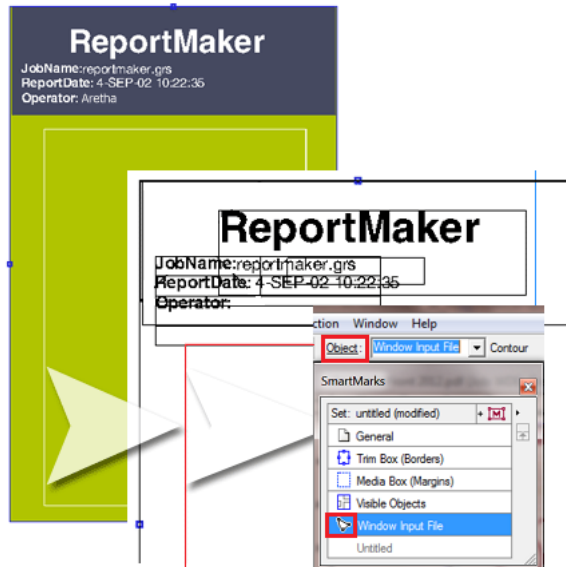 ReportMaker
JobName:reportmaker.grs
ReportDate: 4-SEP-02 10:22:35
Operator: Aretha
ReportMaker
JobName:reportmaker.grs
ReportDate: 4-SEP-02 10:22:35
Operator:
ction Window Help
Object: Window Input File Contour
SmartMarks
Set: untitled (modified)
General
Trim Box (Borders)
Media Box (Margins)
Visible Objects
Window Input File
Untitled